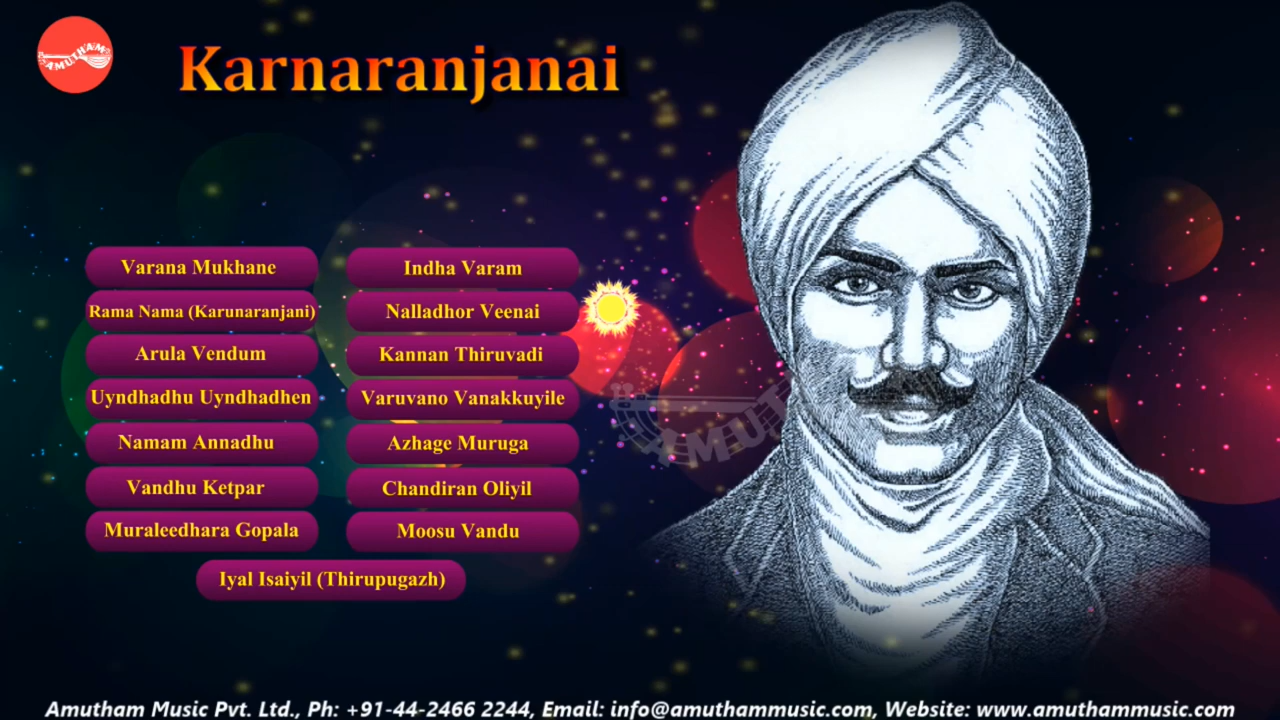 AMUTHAM
Karnaranjanai
Varana Mukhane
Rama Nama (Karunaranjani)
Arula Vendum
Uyndhadhu Uyndhadhen
Namam Annadhu
Vandhu Ketpar
Muraleedhara Gopala
Indha Varam
Nalladhor Veenai
Kannan Thiruvadi
Varuvano Vanakkuyile
Azhage Muruga
Chandiran Oliyil
Moosu Vandu
Iyal Isaiyil (Thirupugazh)
Amutham Music Pvt. Ltd., Ph: +91-44-2466 2244, Email: info@amuthammusic.com, Website: www.amuthammusic.com